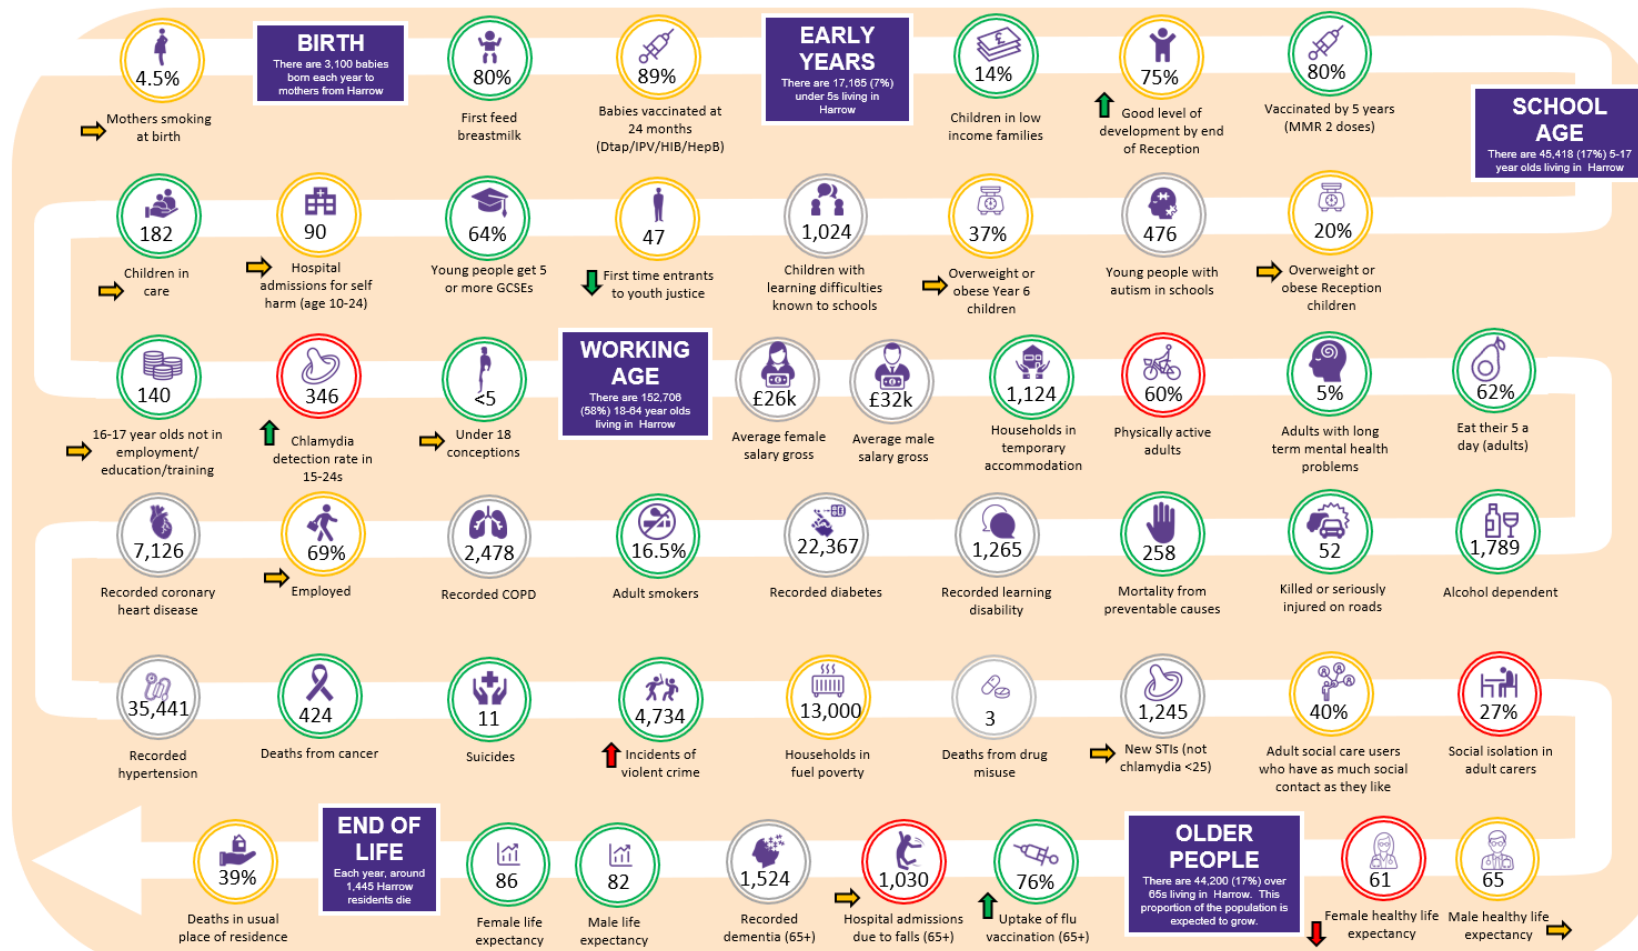 4.5%
Mothers smoking
at birth
BIRTH
There are 3,100 babies
born each year to
mothers from Harrow
80%
First feed
breastmilk
89%
Babies vaccinated at
24 months
(Dtap/IPV/HIB/HepB)
EARLY
YEARS
There are 17,165 (7%)
under 5s living in
Harrow
£
14%
Children in low
income families
75%
Good level of
development by end
of Reception
80%
Vaccinated by 5 years
(MMR 2 doses)
SCHOOL
AGE
There are 45,418 (17%) 5-17
year olds living in Harrow
182
Children in
care
90
Hospital
admissions for self
harm (age 10-24)
64%
Young people get 5
or more GCSEs
47
First time entrants
to youth justice
1,024
Children with
learning difficulties
known to schools
37%
Overweight or
obese Year 6
children
476
Young people with
autism in schools
20%
Overweight or
obese Reception
children
140
16-17 year olds not in
employment/
education/training
346
Chlamydia
detection rate in
15-24s
<5
Under 18
conceptions
WORKING
AGE
There are 152,706
(58%) 18-64 year olds
living in Harrow
£26k
Average female
salary gross
£32k
Average male
salary gross
1,124
Households in
temporary
accommodation
60%
Physically active
adults
5%
Adults with long
term mental health
problems
62%
Eat their 5 a
day (adults)
7,126
Recorded coronary
heart disease
69%
Employed
2,478
Recorded COPD
16.5%
Adult smokers
22,367
Recorded diabetes
1,265
Recorded learning
disability
258
Mortality from
preventable causes
52
Killed or seriously
injured on roads
1,789
Alcohol dependent
35,441
Recorded
hypertension
424
Deaths from cancer
11
Suicides
4,734
Incidents of
violent crime
13,000
Households in
fuel poverty
3
Deaths from drug
misuse
1,245
New STIs (not
chlamydia <25)
40%
Adult social care users
who have as much social
contact as they like
27%
Social isolation in
adult carers
39%
Deaths in usual
place of residence
END OF
LIFE
Each year, around
1,445 Harrow
residents die
86
Female life
expectancy
82
Male life
expectancy
1,524
Recorded
dementia (65+)
1,030
Hospital admissions
due to falls (65+)
76%
Uptake of flu
vaccination (65+)
OLDER
PEOPLE
There are 44,200 (17%) over
65s living in Harrow. This
proportion of the population is
expected to grow.
61
Female healthy life
expectancy
65
Male healthy life
expectancy